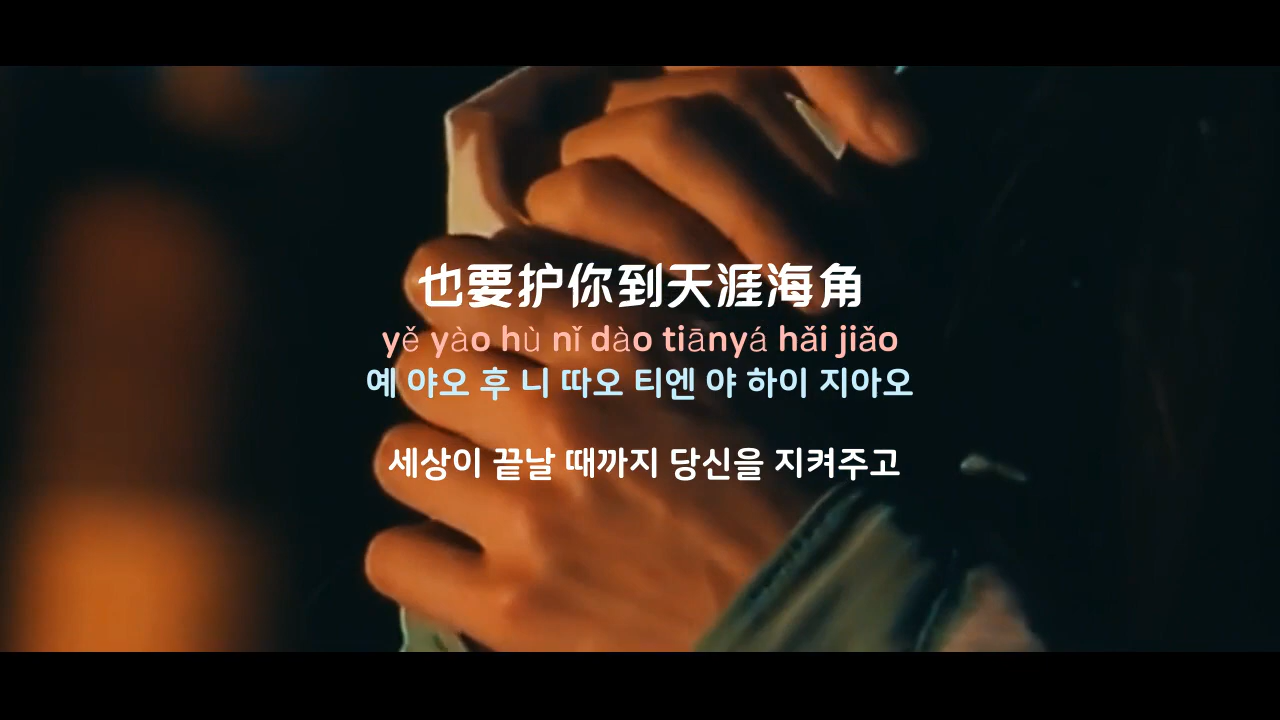 也要护你到天涯海角
yě yào hù nǐ dào tiānyá hǎi jiǎo
예 야오 후 니 따오 티엔 야 하이 지아오
세상이 끝날 때까지 당신을 지켜주고